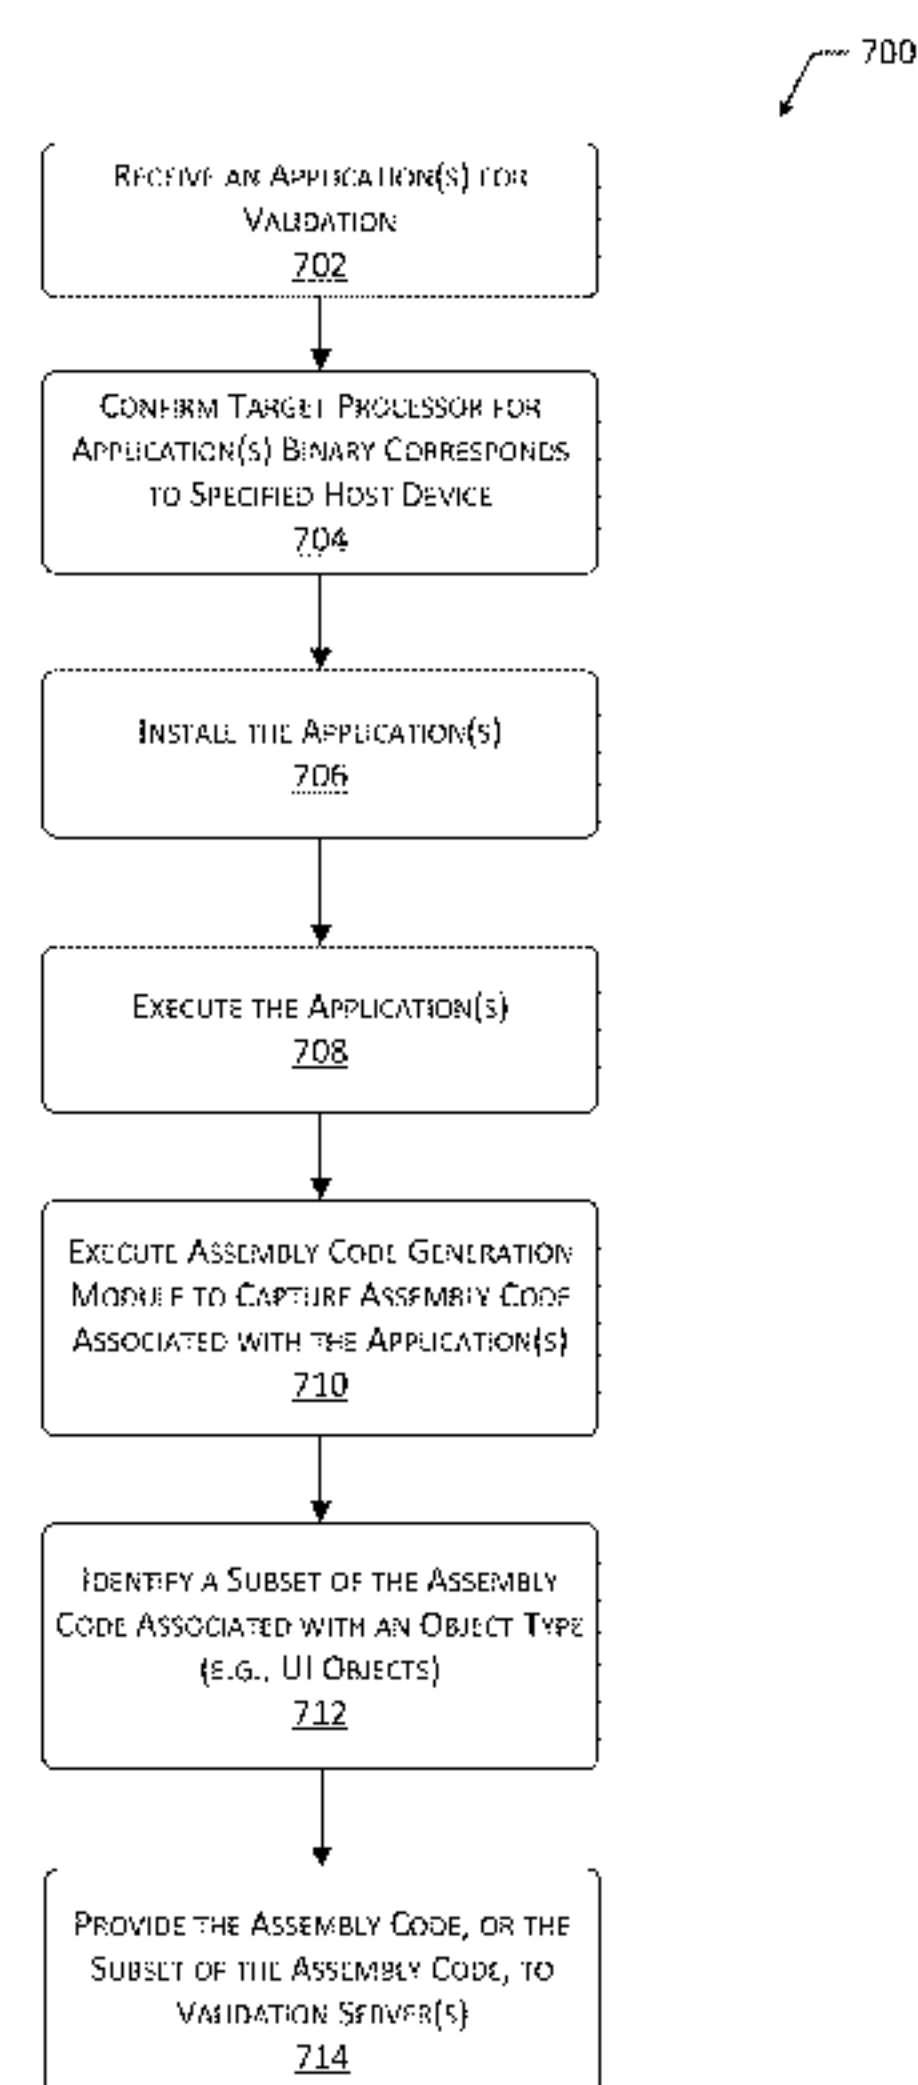 700
RECEIVE AN APPLICATION(S) FOR
VALIDATION
702
CONFIRM TARGET PROCESSOR FOR
APPLICATION(S) BINARY CORRESPONDS
TO SPECIFIED HOST DEVICE
704
INSTALL THE APPLICATION(S)
706
EXECUTE THE APPLICATION(S)
708
EXECUTE ASSEMBLY CODE GENERATION
MODULE TO CAPTURE ASSEMBLY CODE
ASSOCIATED WITH THE APPLICATION(S)
710
IDENTIFY A SUBSET OF THE ASSEMBLY
CODE ASSOCIATED WITH AN OBJECT TYPE
(E.G., UI OBJECTS)
712
PROVIDE THE ASSEMBLY CODE, OR THE
SUBSET OF THE ASSEMBLY CODE, TO
VALIDATION SERVER(S)
714